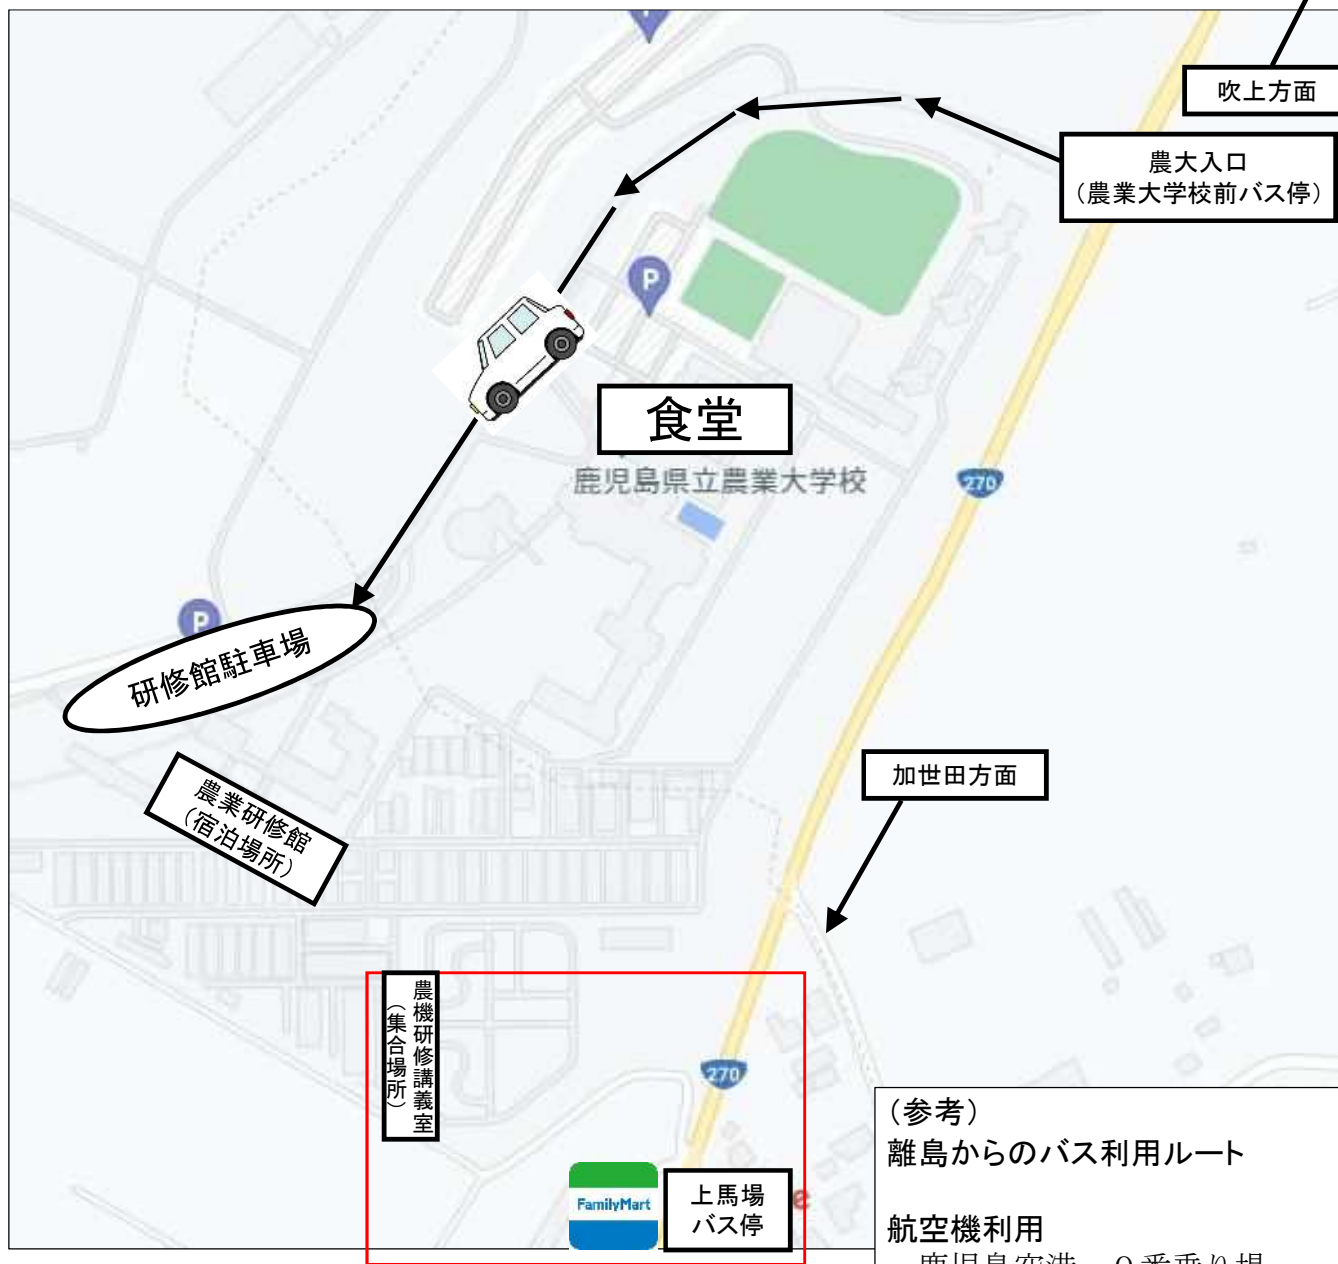 吹上方面
農大入口
(農業大学校前バス停)
P
食堂
鹿児島県立農業大学校
270
P
研修館駐車場
農業研修館
(宿泊場所)
加世田方面
農機研修講義室
(集合場所)
270
FamilyMart
上馬場
バス停
e
(参考)
離島からのバス利用ルート
航空機利用